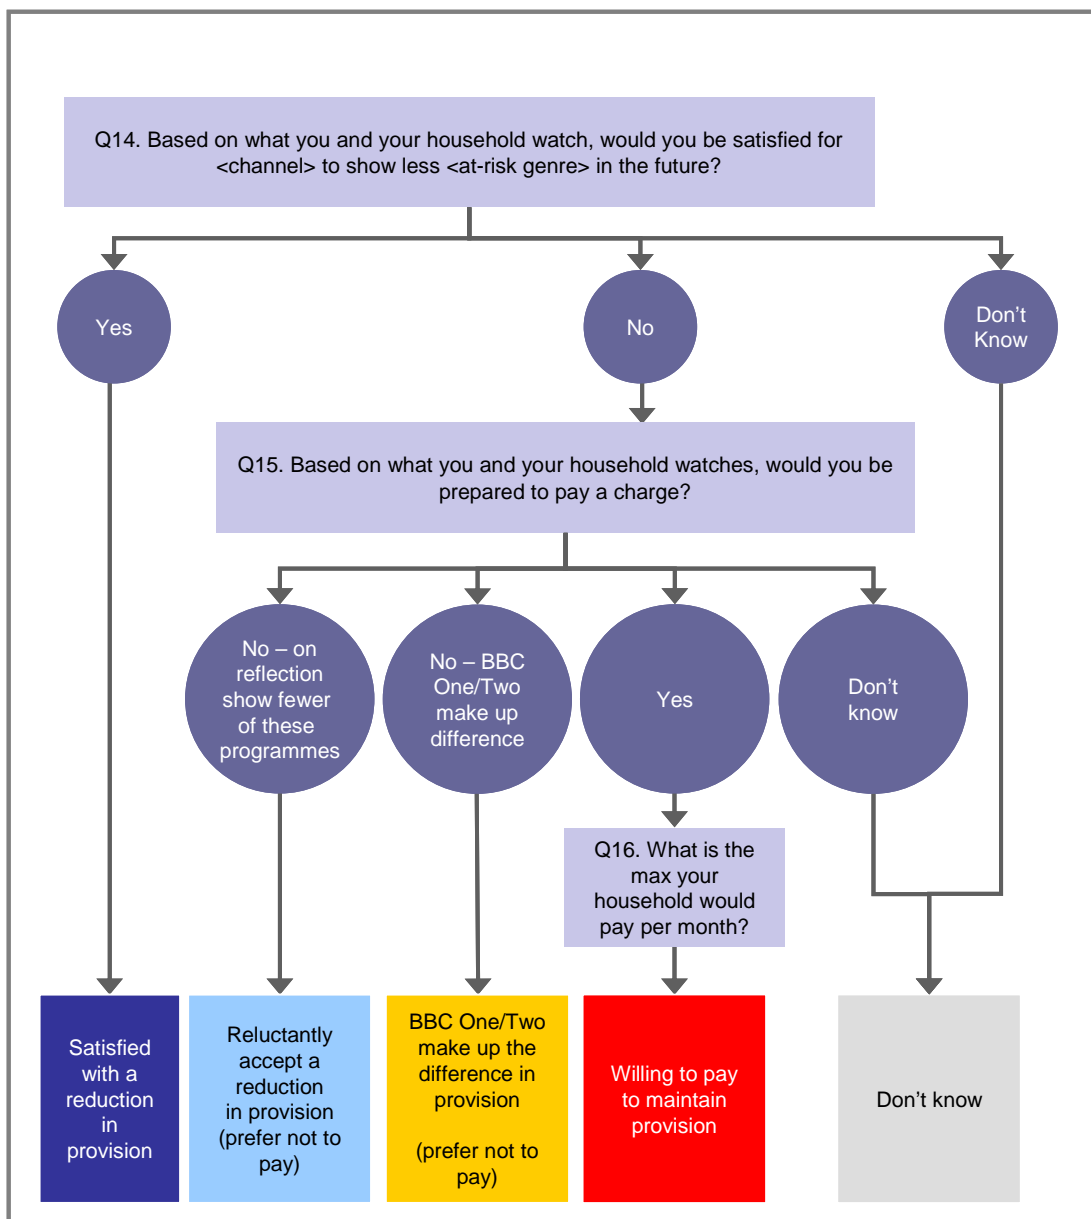 Q14. Based on what you and your household watch, would you be satisfied for
<channel> to show less <at-risk genre> in the future?
Yes
No
Don't
Know
Q15. Based on what you and your household watches, would you be
prepared to pay a charge?
No – on
reflection
show fewer
of these
programmes
No – BBC
One/Two
make up
difference
Yes
Don't
know
Q16. What is the
max your
household would
pay per month?
Satisfied
with a
reduction
in
provision
Reluctantly
accept a
reduction
in provision
(prefer not to
pay)
BBC One/Two
make up the
difference in
provision
(prefer not to
pay)
Willing to pay
to maintain
provision
Don't know